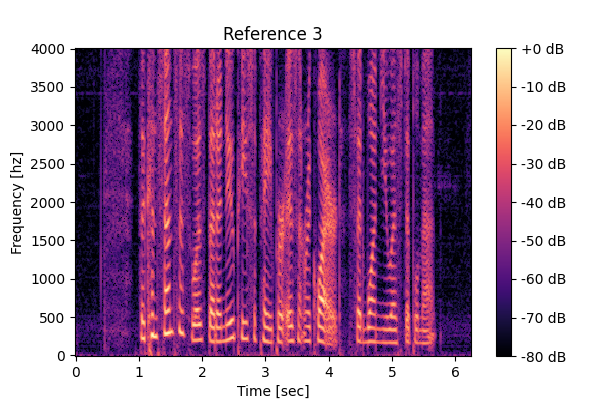 Reference 3
4000
3500
3000
2500
2000
1500
1000
500
0
Frequency [hz]
0 1 2 3 4 5 6
Time [sec]
+0 dB
-10 dB
-20 dB
-30 dB
-40 dB
-50 dB
-60 dB
-70 dB
-80 dB